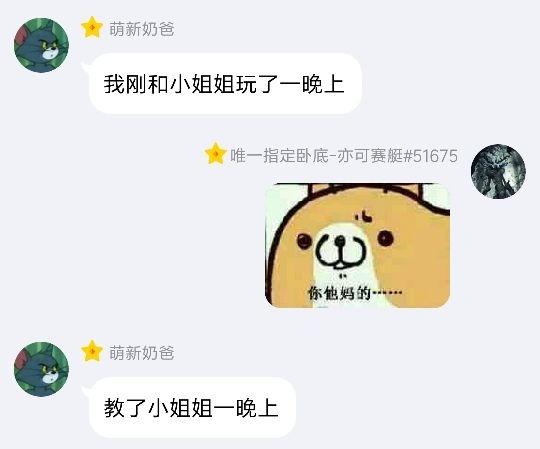 萌新奶爸
我刚和小姐姐玩了一晚上
唯一指定卧底-亦可赛艇#51675
你他妈的……
萌新奶爸
教了小姐姐一晚上